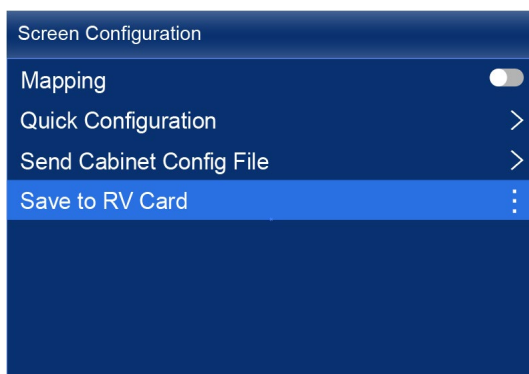 Screen Configuration
Mapping
Quick Configuration
Send Cabinet Config File
Save to RV Card